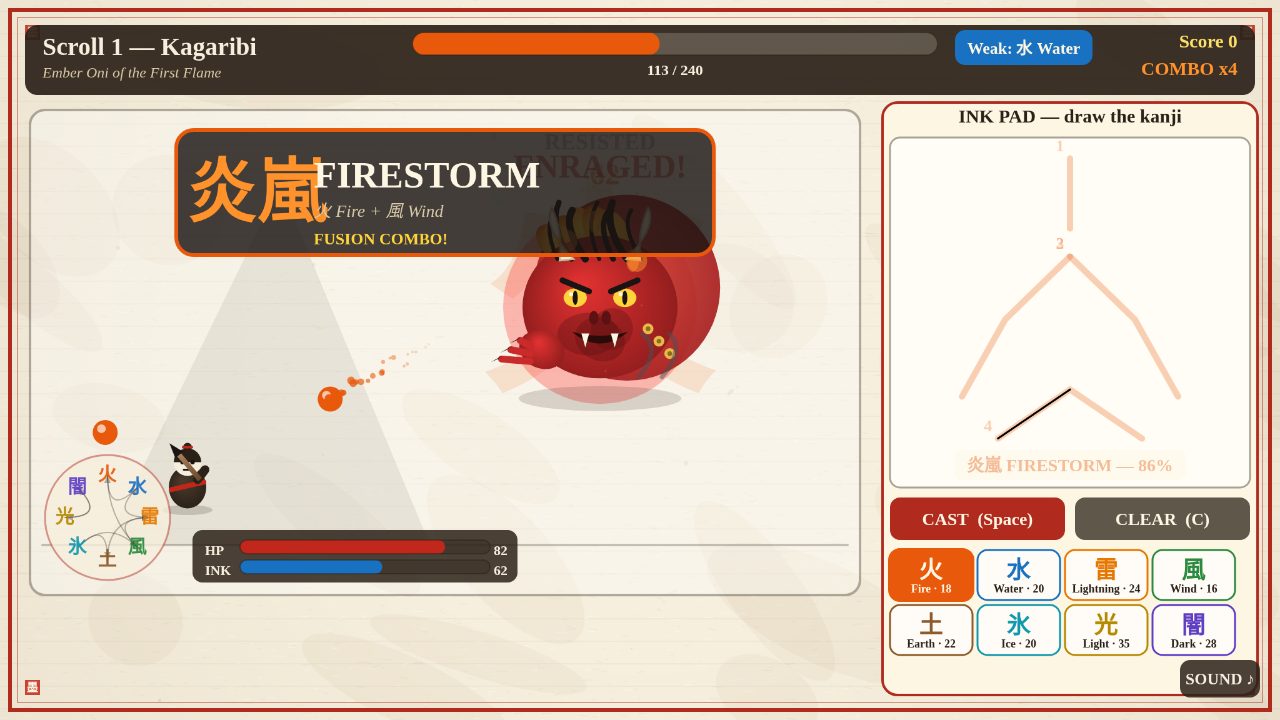 Scroll 1 — Kagaribi
Ember Oni of the First Flame
113 / 240
Weak: 水 Water
Score 0
COMBO x4
RESISTED
ENRAGED!
62
炎嵐
FIRESTORM
火 Fire + 風 Wind
FUSION COMBO!
火
水
雷
風
土
氷
光
闇
HP
82
INK
62
INK PAD — draw the kanji
1
4
炎嵐 FIRESTORM — 86%
CAST (Space)
CLEAR (C)
火
Fire · 18
水
Water · 20
雷
Lightning · 24
風
Wind · 16
土
Earth · 22
氷
Ice · 20
光
Light · 35
闇
Dark · 28
SOUND ♪
墨